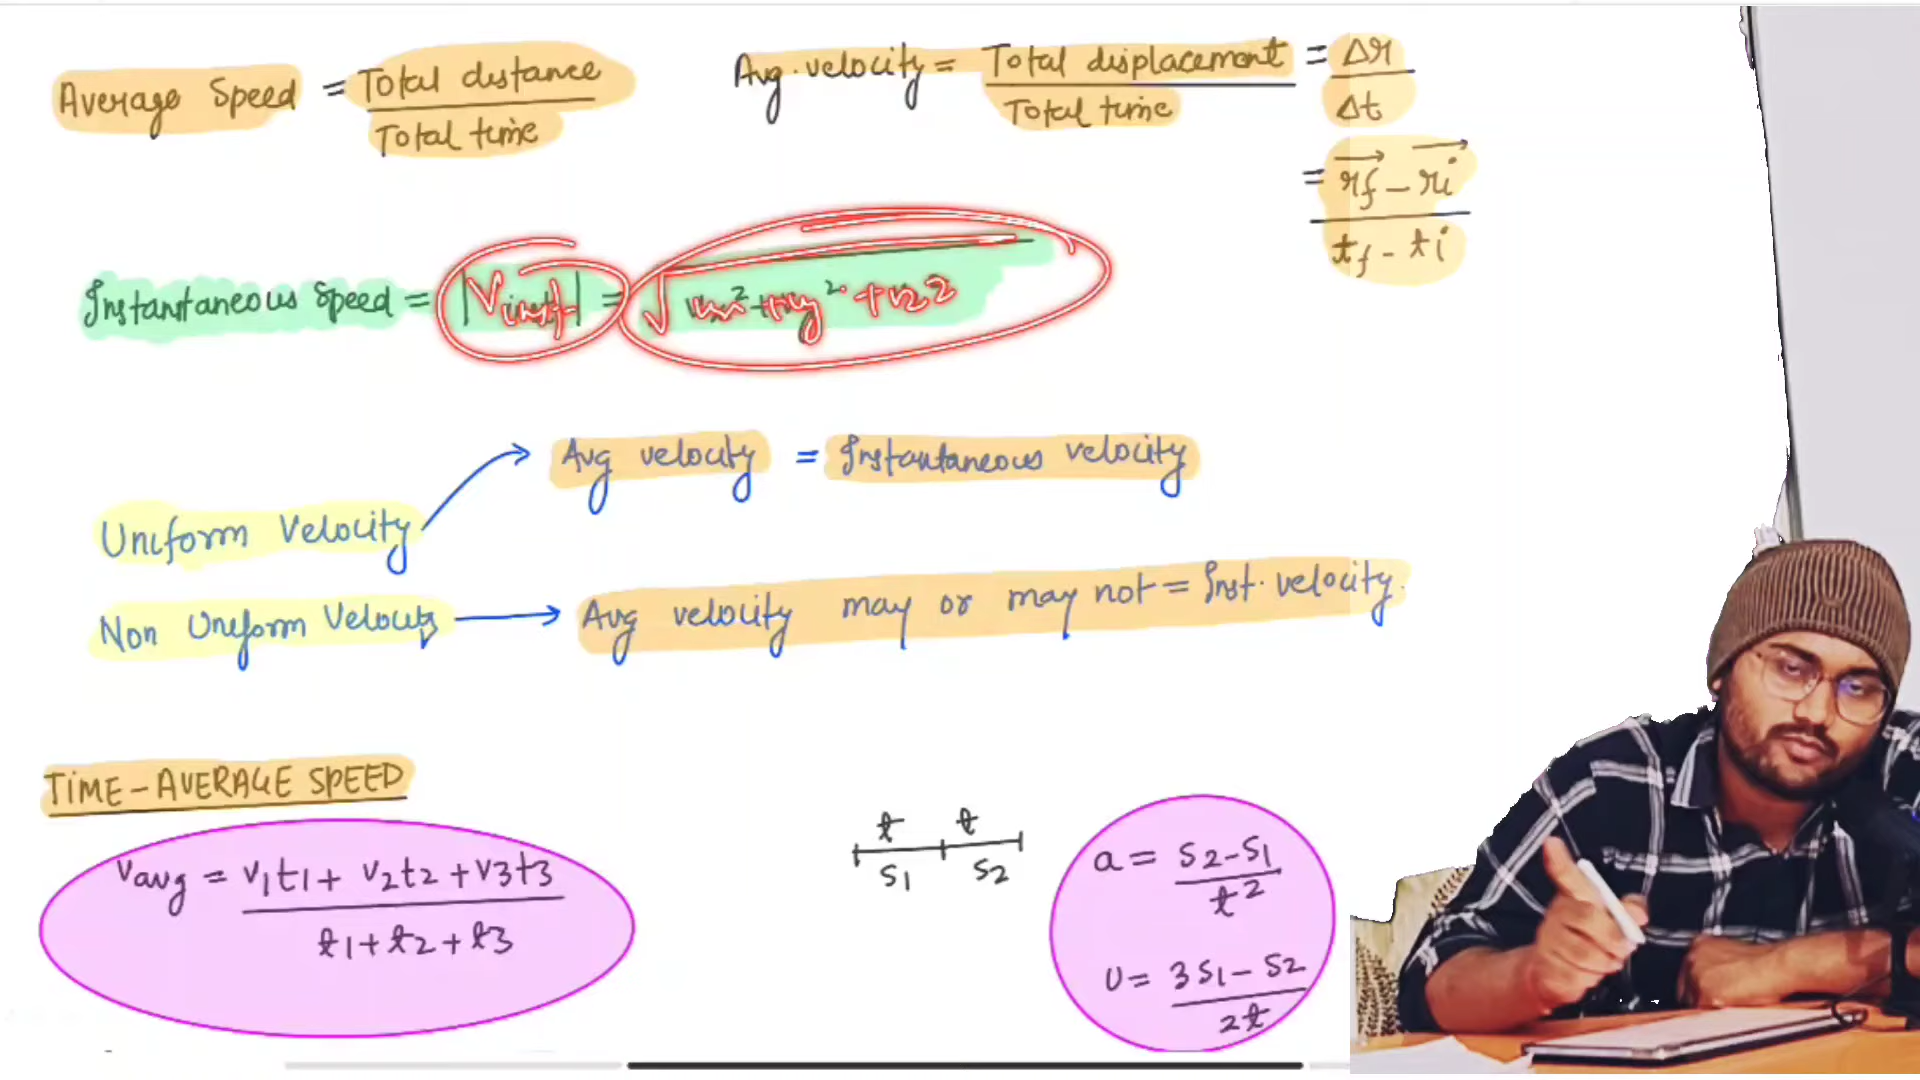 Average Speed = Total distance / Total time
Avg. velocity = Total displacement / Total time = Δr / Δt
= rf - ri / tf - ti
Instantaneous Speed = |Vinst| = √vx² + vy² + vz2
Uniform Velocity → Avg velocity = Instantaneous velocity
Non Uniform Velocity → Avg velocity may or may not = Inst. velocity.
TIME-AVERAGE SPEED
Vavg = v1t1 + v2t2 + v3t3 / t1 + t2 + t3
t t
s1 s2
a = s2 - s1 / t2
u = 3s1 - s2 / 2t